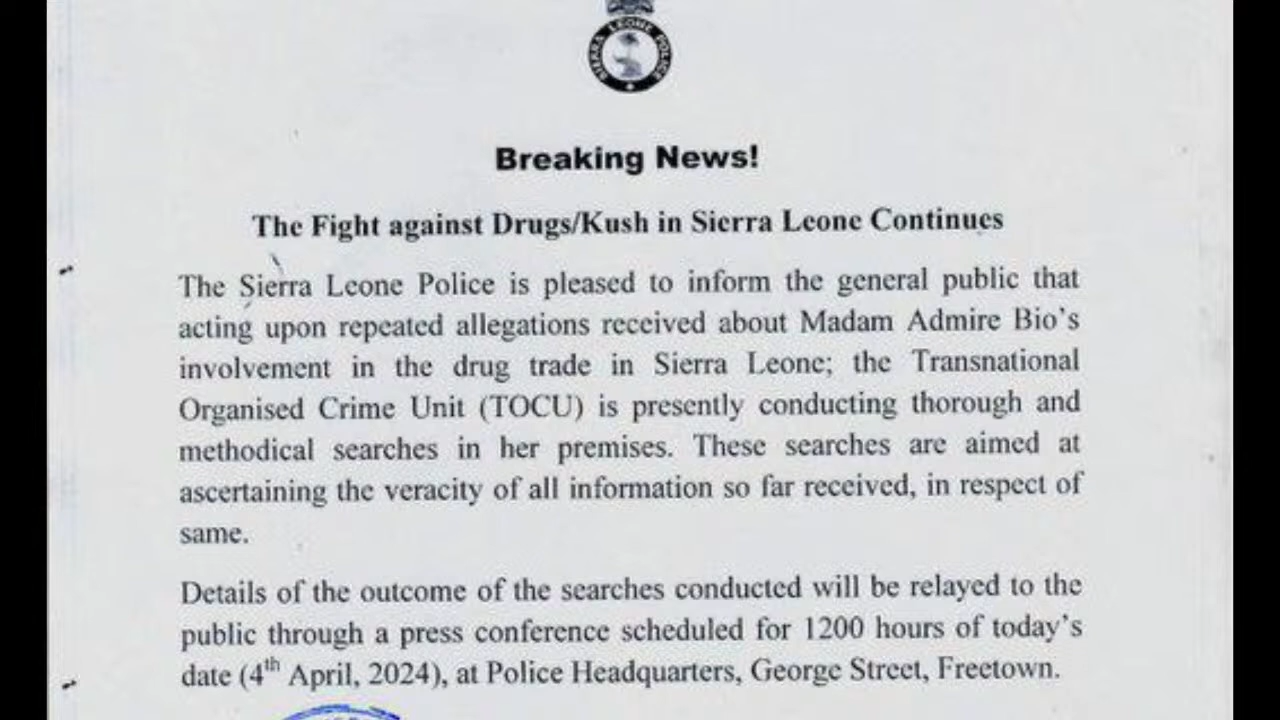 SIERRA LEONE POLICE
Breaking News!
The Fight against Drugs/Kush in Sierra Leone Continues
The Sierra Leone Police is pleased to inform the general public that
acting upon repeated allegations received about Madam Admire Bio's
involvement in the drug trade in Sierra Leone; the Transnational
Organised Crime Unit (TOCU) is presently conducting thorough and
methodical searches in her premises. These searches are aimed at
ascertaining the veracity of all information so far received, in respect of
same.
Details of the outcome of the searches conducted will be relayed to the
public through a press conference scheduled for 1200 hours of today's
date (4th April, 2024), at Police Headquarters, George Street, Freetown.